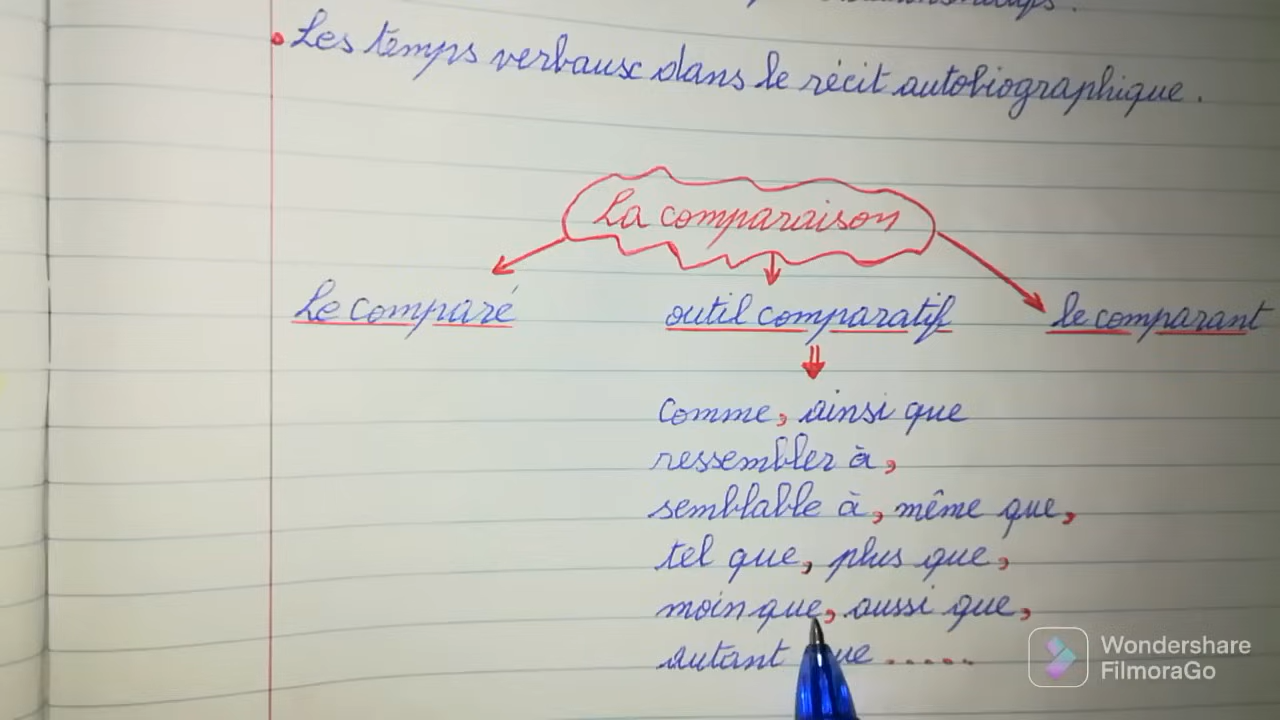 • Les temps verbaux dans le récit autobiographique.
La comparaison
Le comparé outil comparatif le comparant
Comme, ainsi que
ressembler à,
semblable à, même que,
tel que, plus que,
moin que, aussi que,
autant que .....
Wondershare
FilmoraGo